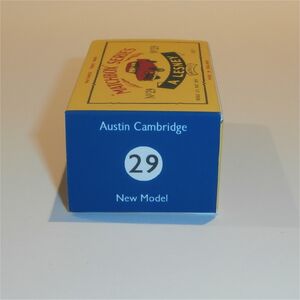 "MATCHBOX SERIES"
No 29
A LESNEY
Austin Cambridge
29
New Model